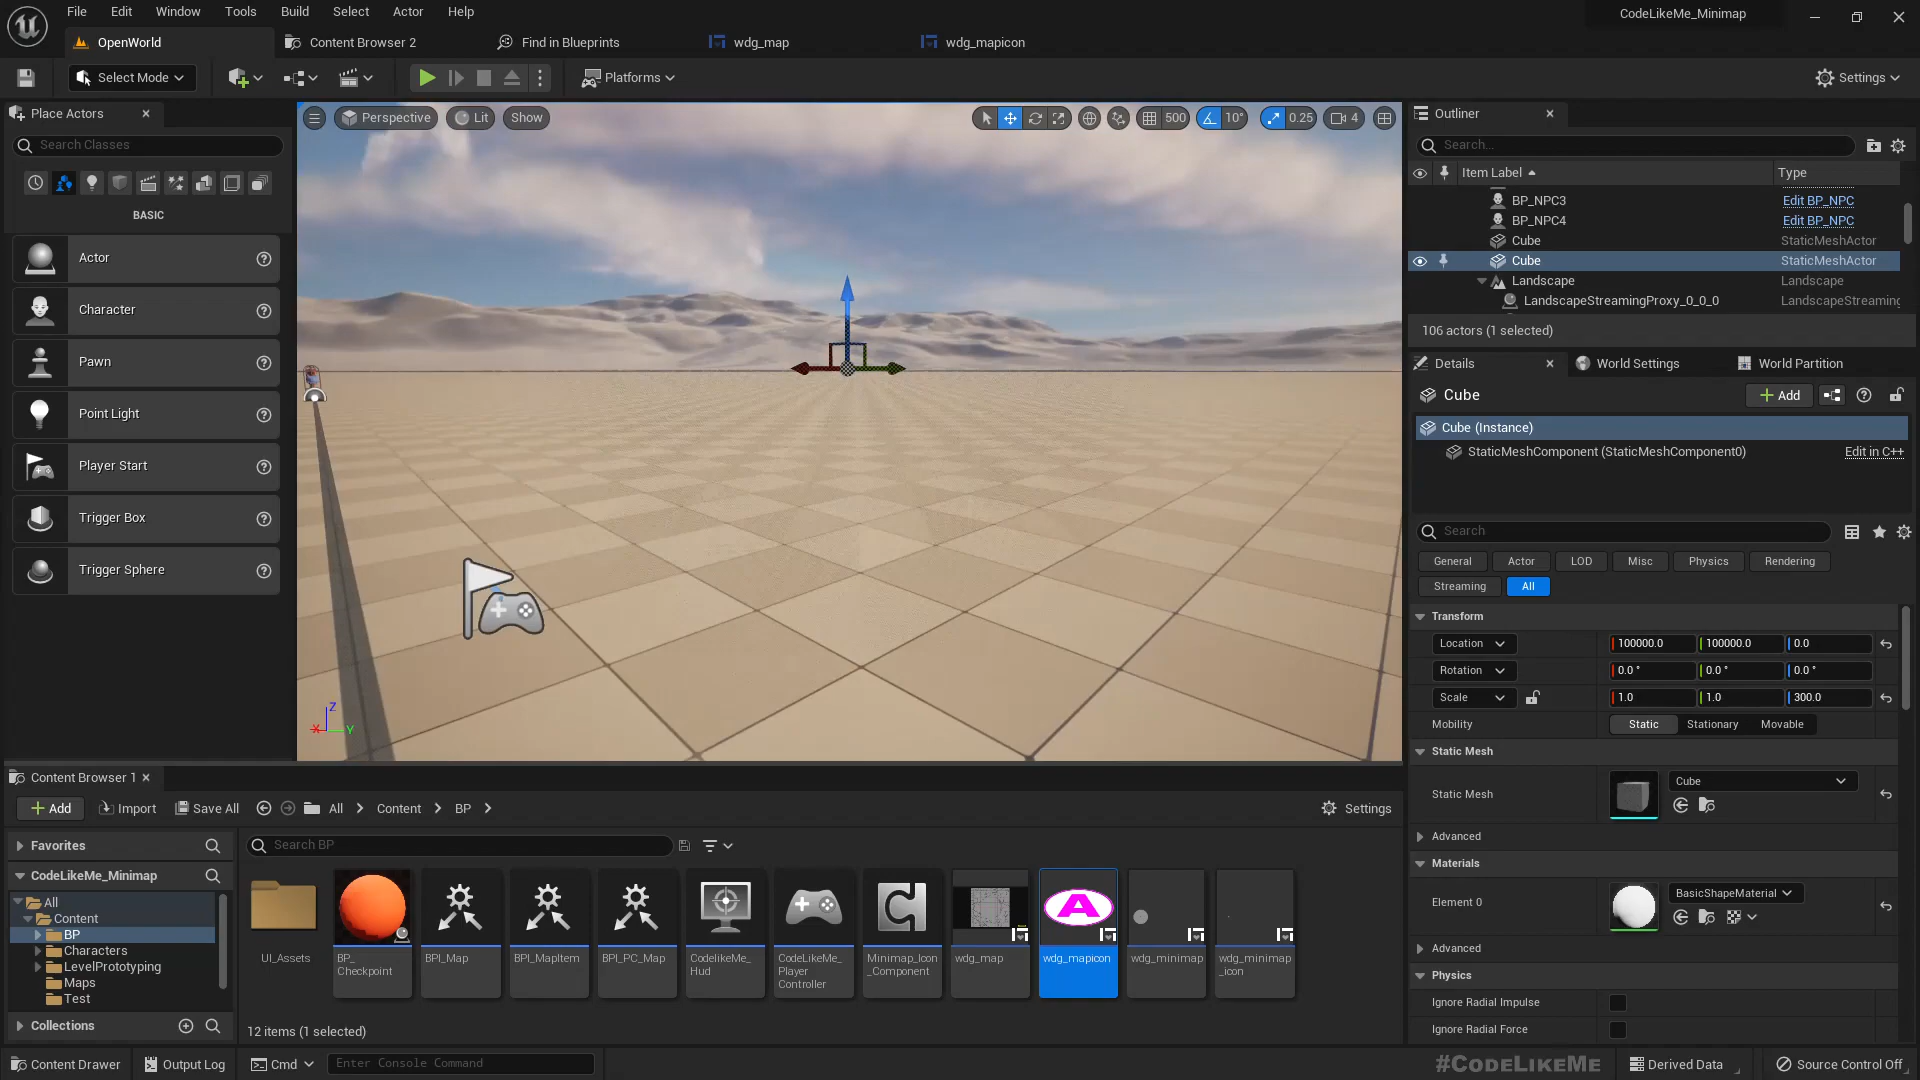 File Edit Window Tools Build Select Actor Help
CodeLikeMe_Minimap
OpenWorld Content Browser 2 Find in Blueprints wdg_map wdg_mapicon
Select Mode Platforms Settings
Place Actors
Search Classes
BASIC
Actor
Character
Pawn
Point Light
Player Start
Trigger Box
Trigger Sphere
Perspective Lit Show 500 10° 0.25 4
Z
X Y
Outliner
Search...
Item Label Type
BP_NPC3 Edit BP_NPC
BP_NPC4 Edit BP_NPC
Cube StaticMeshActor
Cube StaticMeshActor
Landscape Landscape
LandscapeStreamingProxy_0_0_0 LandscapeStreaming
106 actors (1 selected)
Details World Settings World Partition
Cube Add
Cube (Instance)
StaticMeshComponent (StaticMeshComponent0) Edit in C++
Search
General Actor LOD Misc Physics Rendering
Streaming All
Transform
Location 100000.0 100000.0 0.0
Rotation 0.0 ° 0.0 ° 0.0 °
Scale 1.0 1.0 300.0
Mobility Static Stationary Movable
Static Mesh
Static Mesh Cube
Advanced
Materials
Element 0 BasicShapeMaterial
Advanced
Physics
Ignore Radial Impulse
Ignore Radial Force
Content Browser 1
Add Import Save All All Content BP Settings
Favorites
CodeLikeMe_Minimap
All
Content
BP
Characters
LevelPrototyping
Maps
Test
Collections
Search BP
A
UI_Assets
BP_
Checkpoint
BPI_Map
BPI_MapItem
BPI_PC_Map
CodelikeMe_
Hud
CodeLikeMe_
Player
Controller
Minimap_Icon
_Component
wdg_map
wdg_mapicon
wdg_minimap
wdg_minimap
_icon
12 items (1 selected)
Content Drawer Output Log Cmd Enter Console Command
#CODELIKEME Derived Data Source Control Off